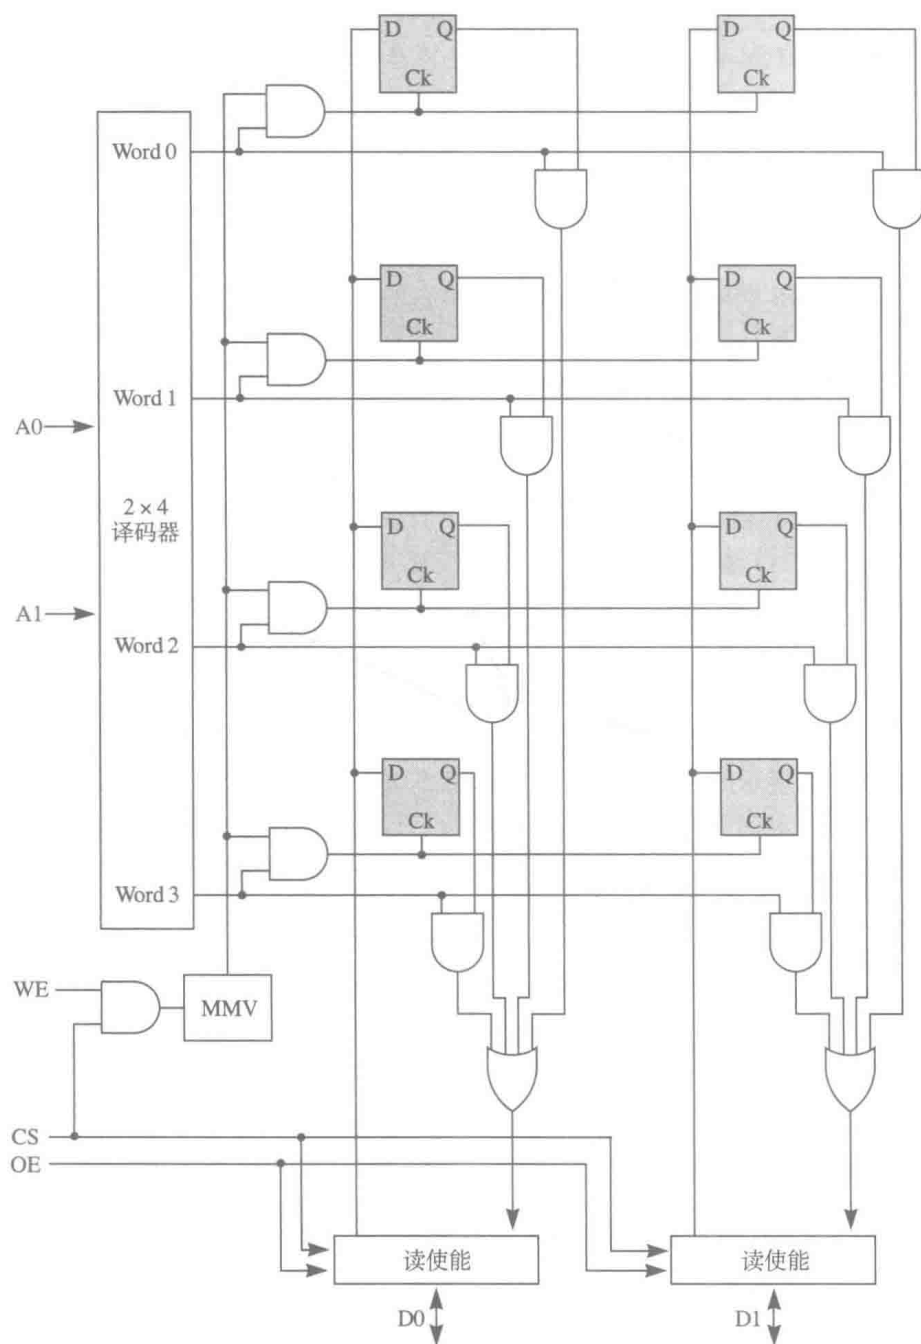 D Q
Ck
D Q
Ck
Word 0
D Q
Ck
D Q
Ck
Word 1
A0
2 × 4
译码器
D Q
Ck
D Q
Ck
A1
Word 2
D Q
Ck
D Q
Ck
Word 3
WE
MMV
CS
OE
读使能
读使能
D0
D1